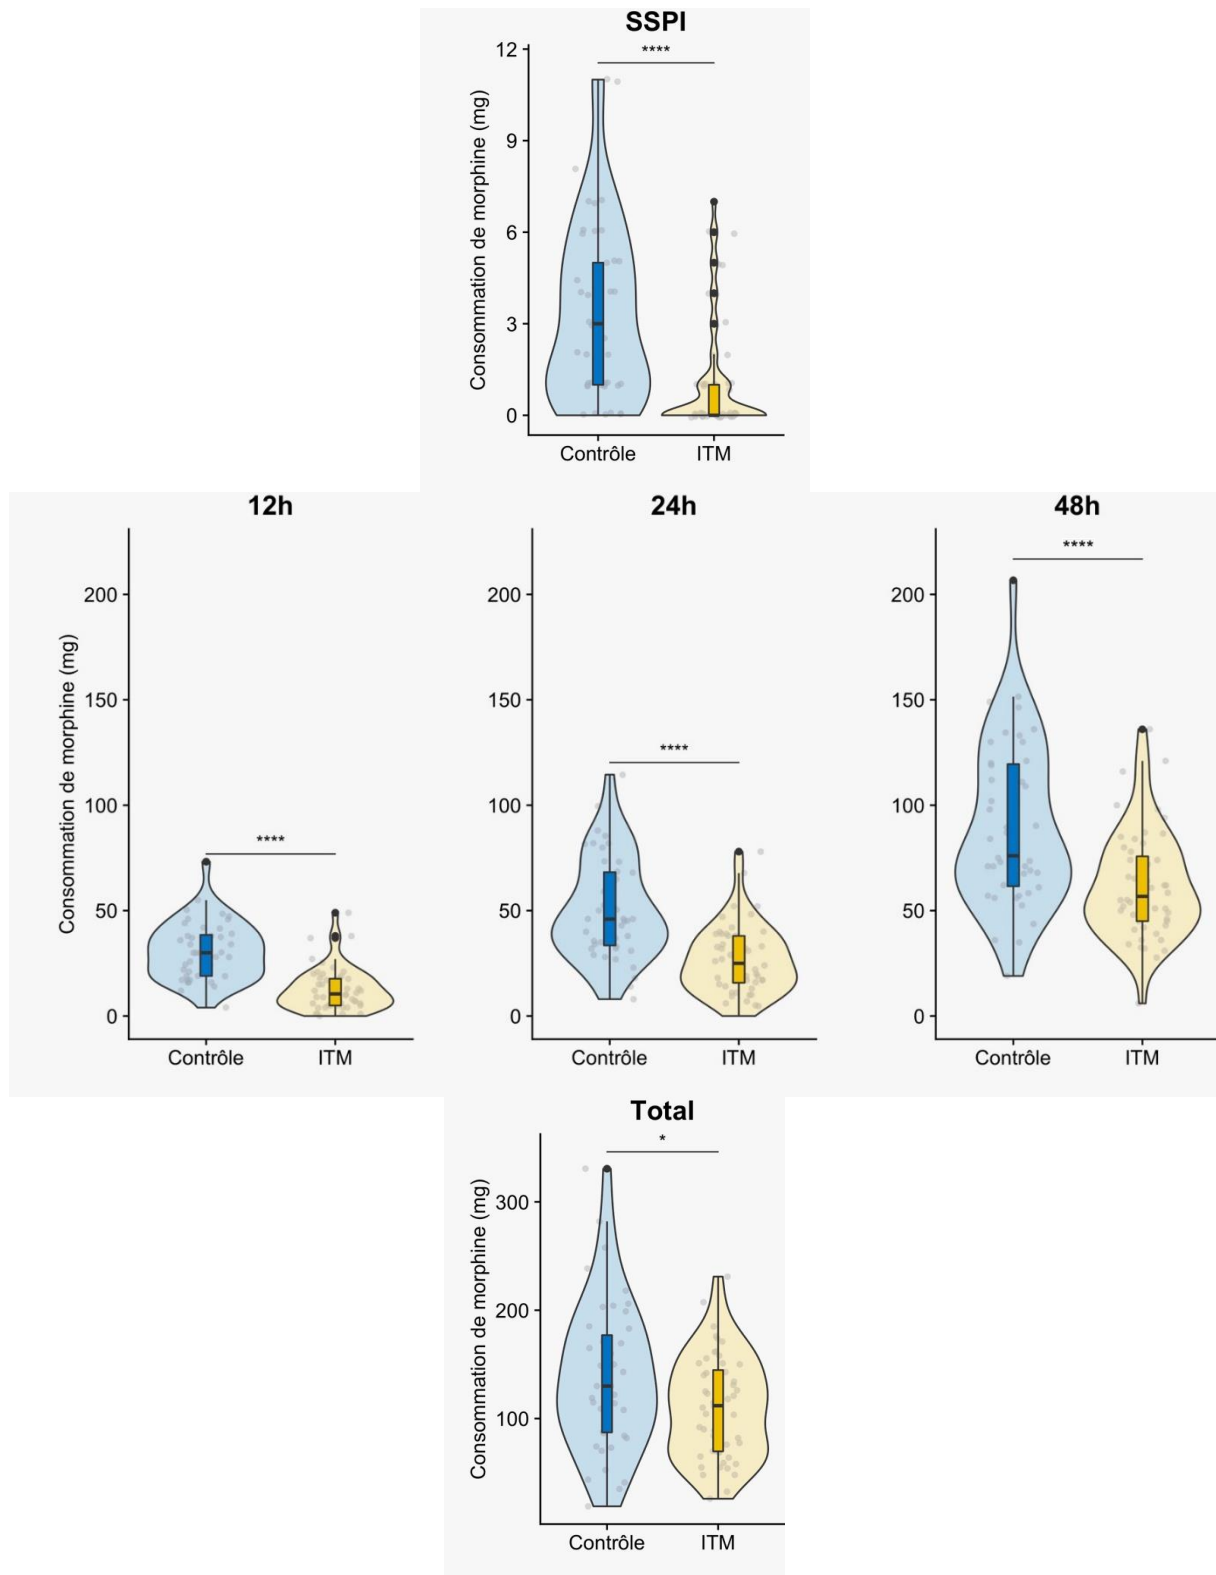 SSPI
****
12
9
6
3
0
Consommation de morphine (mg)
Contrôle ITM
12h 24h 48h
****
****
****
200
150
100
50
0
Consommation de morphine (mg)
200
150
100
50
0
200
150
100
50
0
Contrôle ITM
Contrôle ITM
Contrôle ITM
Total
*
300
200
100
Consommation de morphine (mg)
Contrôle ITM